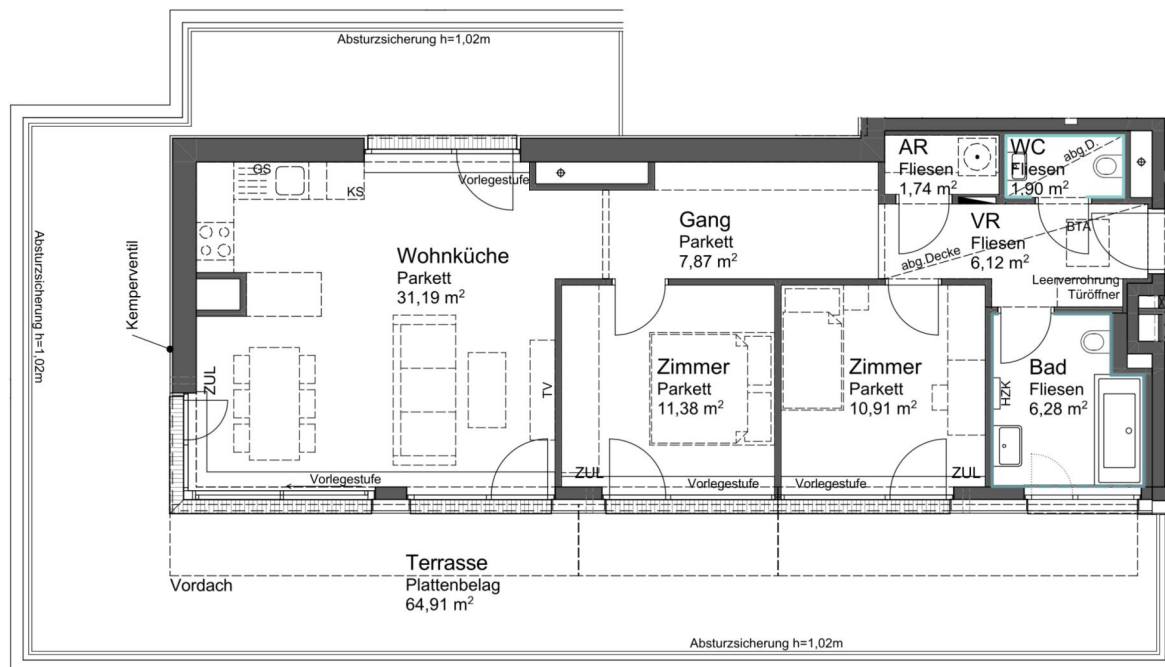 Absturzsicherung h=1,02m
Absturzsicherung h=1,02m
Kemperventil
GS
KS
Vorlegestufe
Wohnküche
Parkett
31,19 m²
Gang
Parkett
7,87 m²
AR
Fliesen
1,74 m²
WC
Fliesen
1,90 m²
abg.D.
VR
Fliesen
6,12 m²
abg.Decke
BTA
Leerverrohrung
Türöffner
ZUL
TV
Zimmer
Parkett
11,38 m²
Zimmer
Parkett
10,91 m²
Bad
Fliesen
6,28 m²
HZK
Vorlegestufe
ZUL
Vorlegestufe
Vorlegestufe
ZUL
Vordach
Terrasse
Plattenbelag
64,91 m²
Absturzsicherung h=1,02m